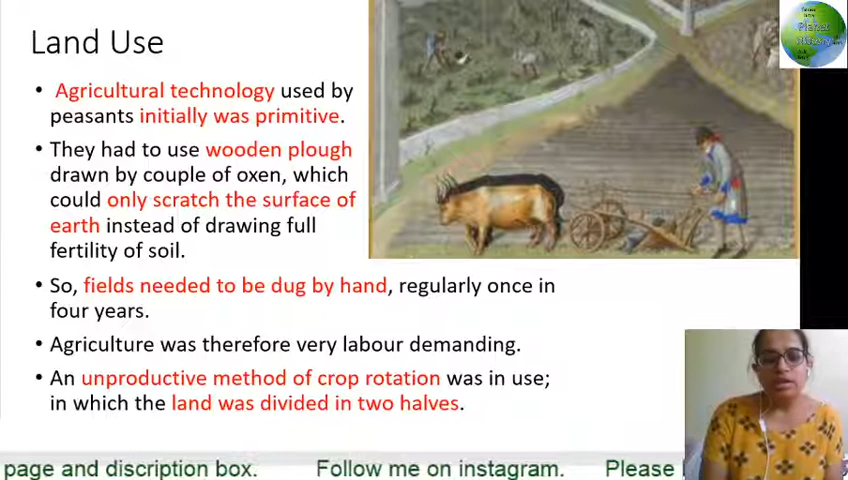 Land Use
• Agricultural technology used by
peasants initially was primitive.
• They had to use wooden plough
drawn by couple of oxen, which
could only scratch the surface of
earth instead of drawing full
fertility of soil.
• So, fields needed to be dug by hand, regularly once in
four years.
• Agriculture was therefore very labour demanding.
• An unproductive method of crop rotation was in use;
in which the land was divided in two halves.
page and discription box. Follow me on instagram. Please